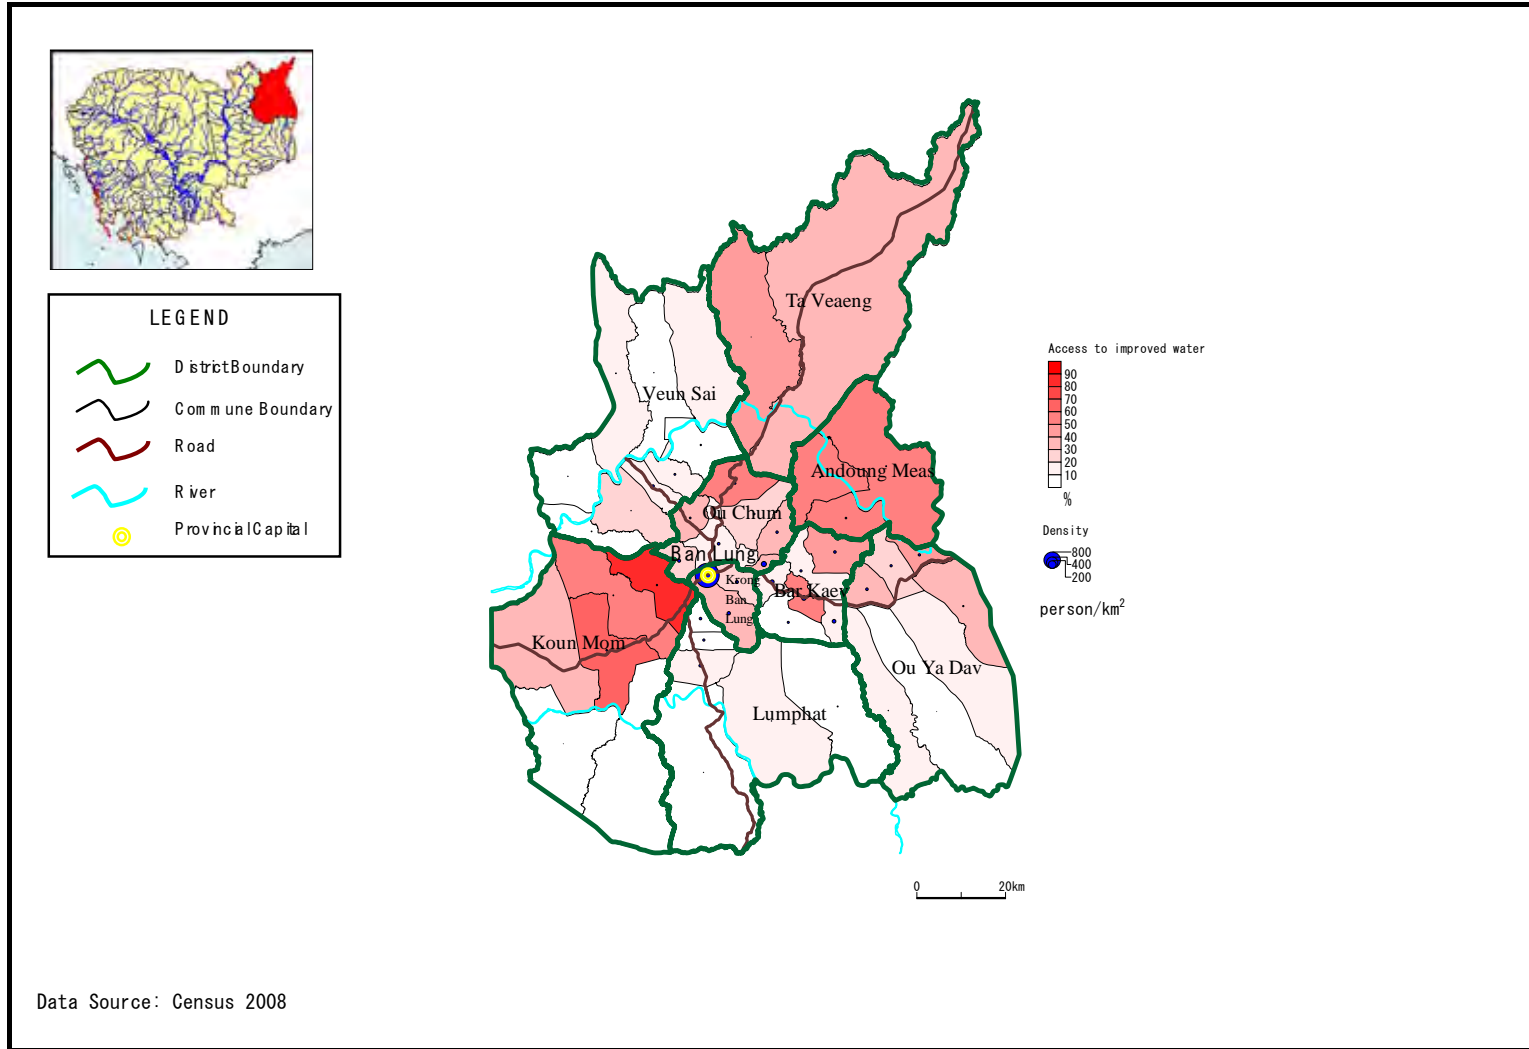 LEGEND
District Boundary
Commune Boundary
Road
River
Provincial Capital
Ta Veaeng
Veun Sai
Andoung Meas
Ou Chum
Ban Lung
Krong
Ban
Lung
Bar Kaev
Koun Mom
Ou Ya Dav
Lumphat
Access to improved water
90
80
70
60
50
40
30
20
10
%
Density
800
400
200
person/km²
0 20km
Data Source: Census 2008